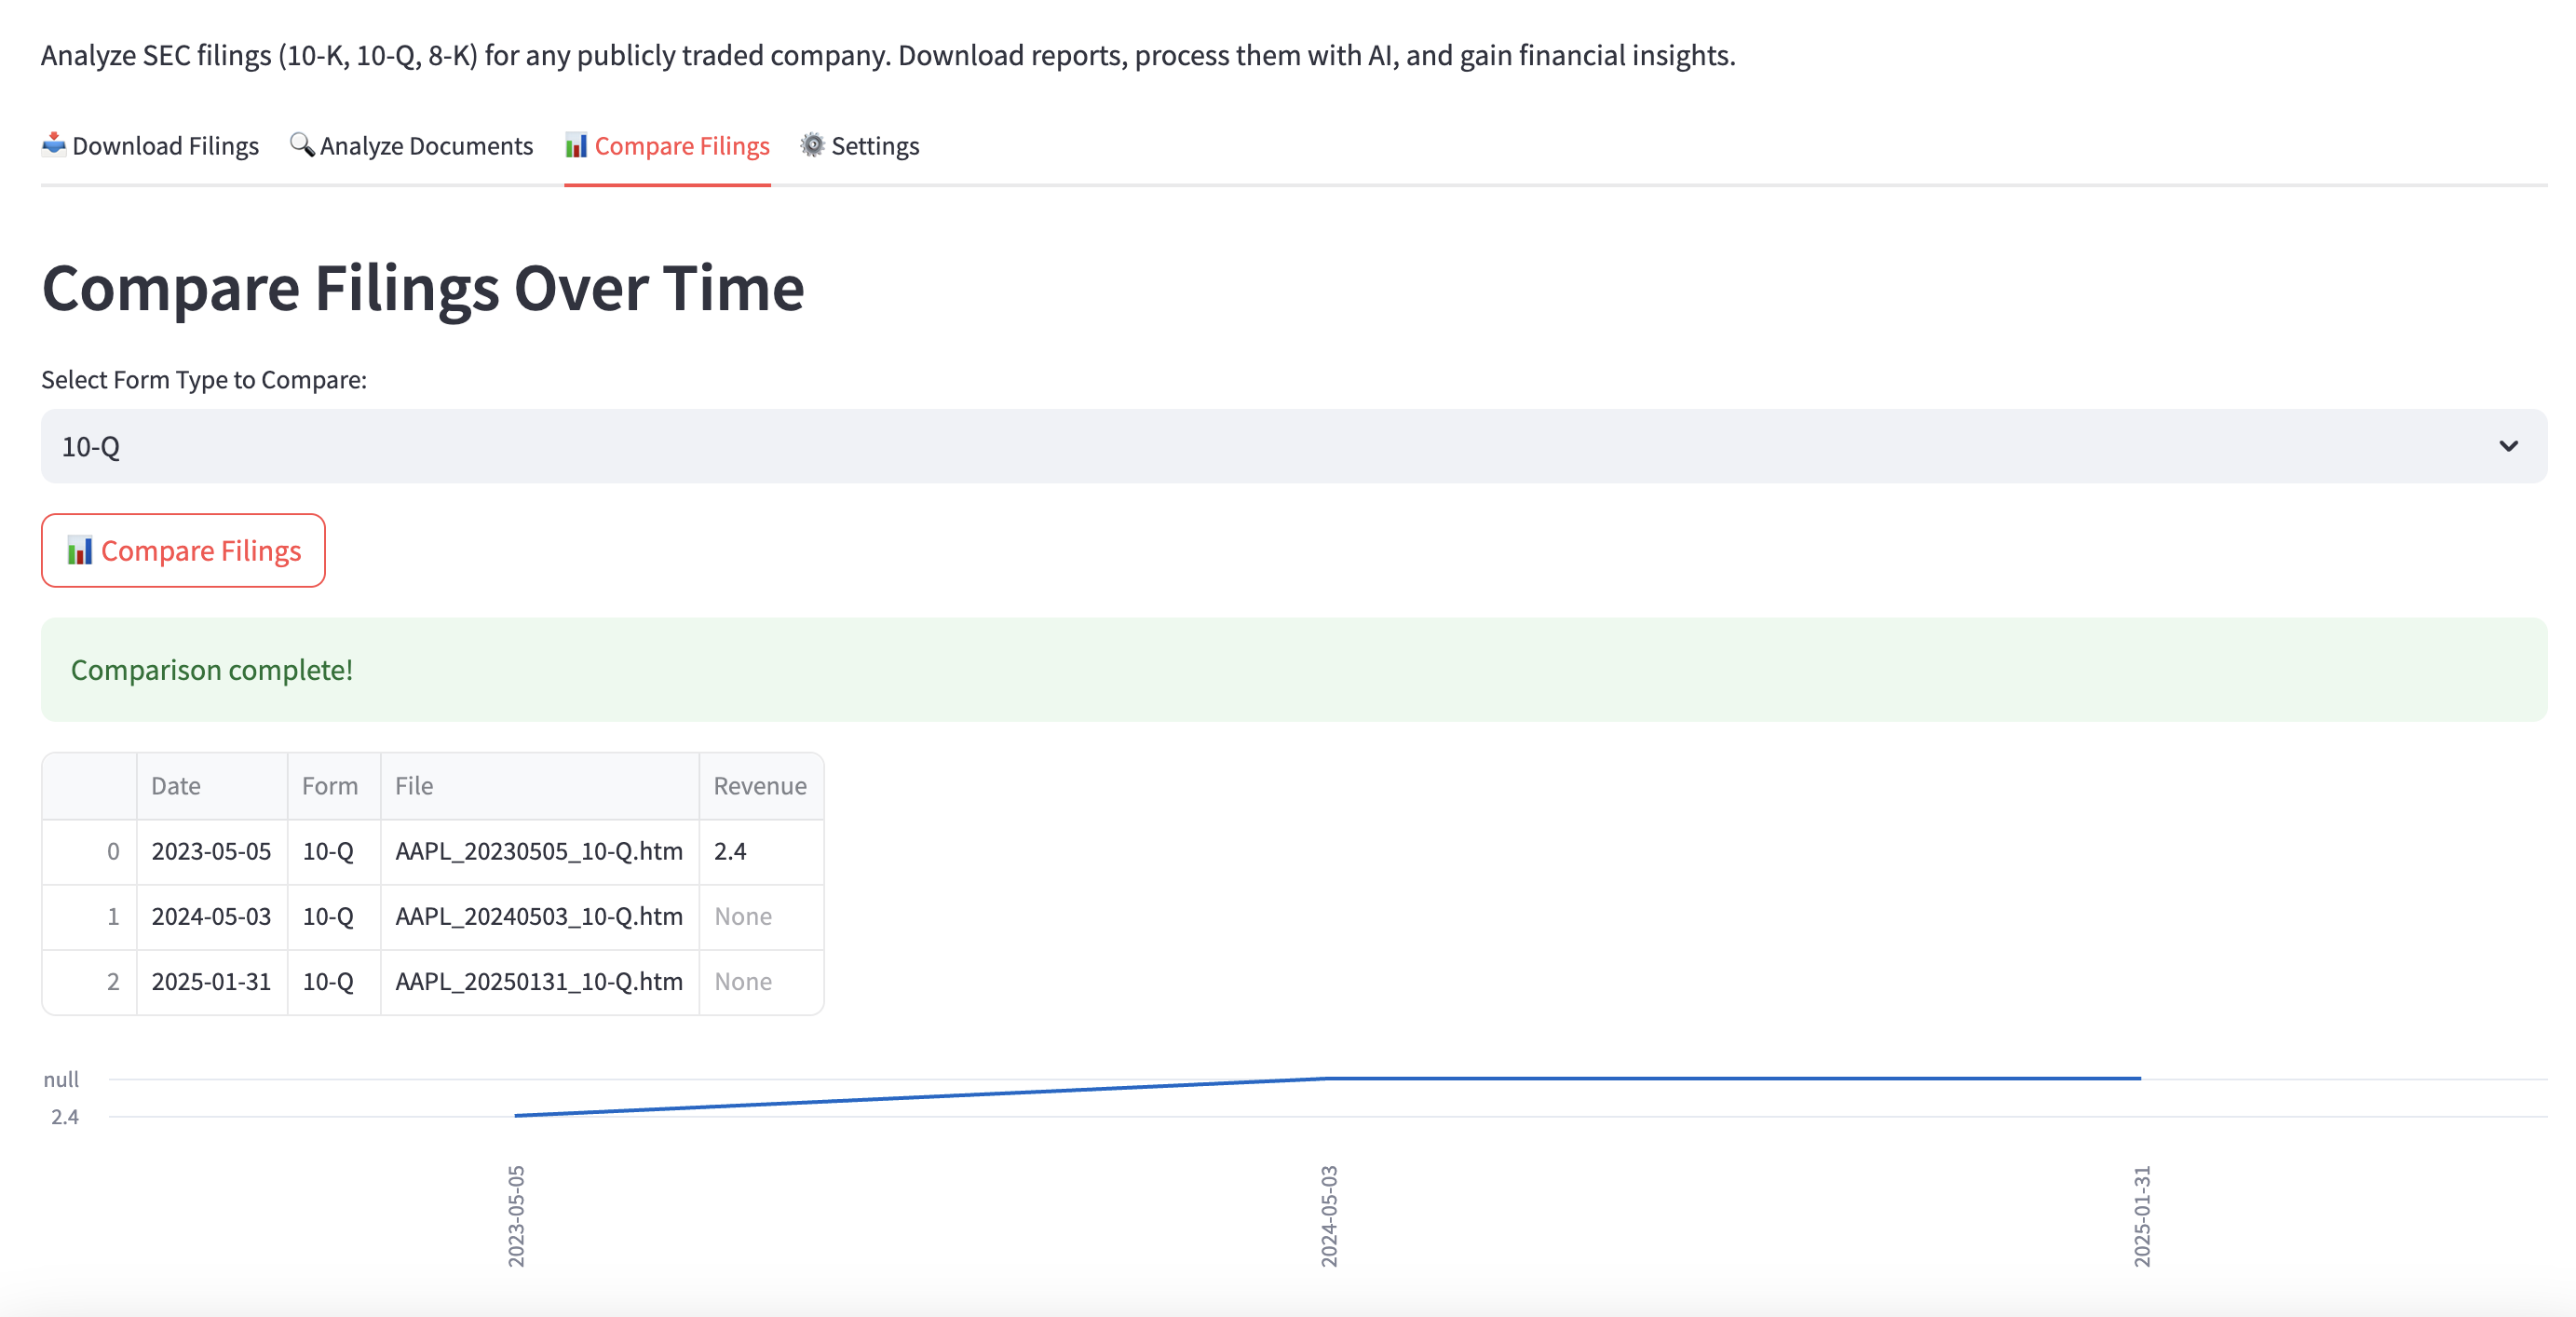 Analyze SEC filings (10-K, 10-Q, 8-K) for any publicly traded company. Download reports, process them with AI, and gain financial insights.
Download Filings Analyze Documents Compare Filings Settings
Compare Filings Over Time
Select Form Type to Compare:
10-Q
Compare Filings
Comparison complete!
Date Form File Revenue
0 2023-05-05 10-Q AAPL_20230505_10-Q.htm 2.4
1 2024-05-03 10-Q AAPL_20240503_10-Q.htm None
2 2025-01-31 10-Q AAPL_20250131_10-Q.htm None
null
2.4
2023-05-05
2024-05-03
2025-01-31